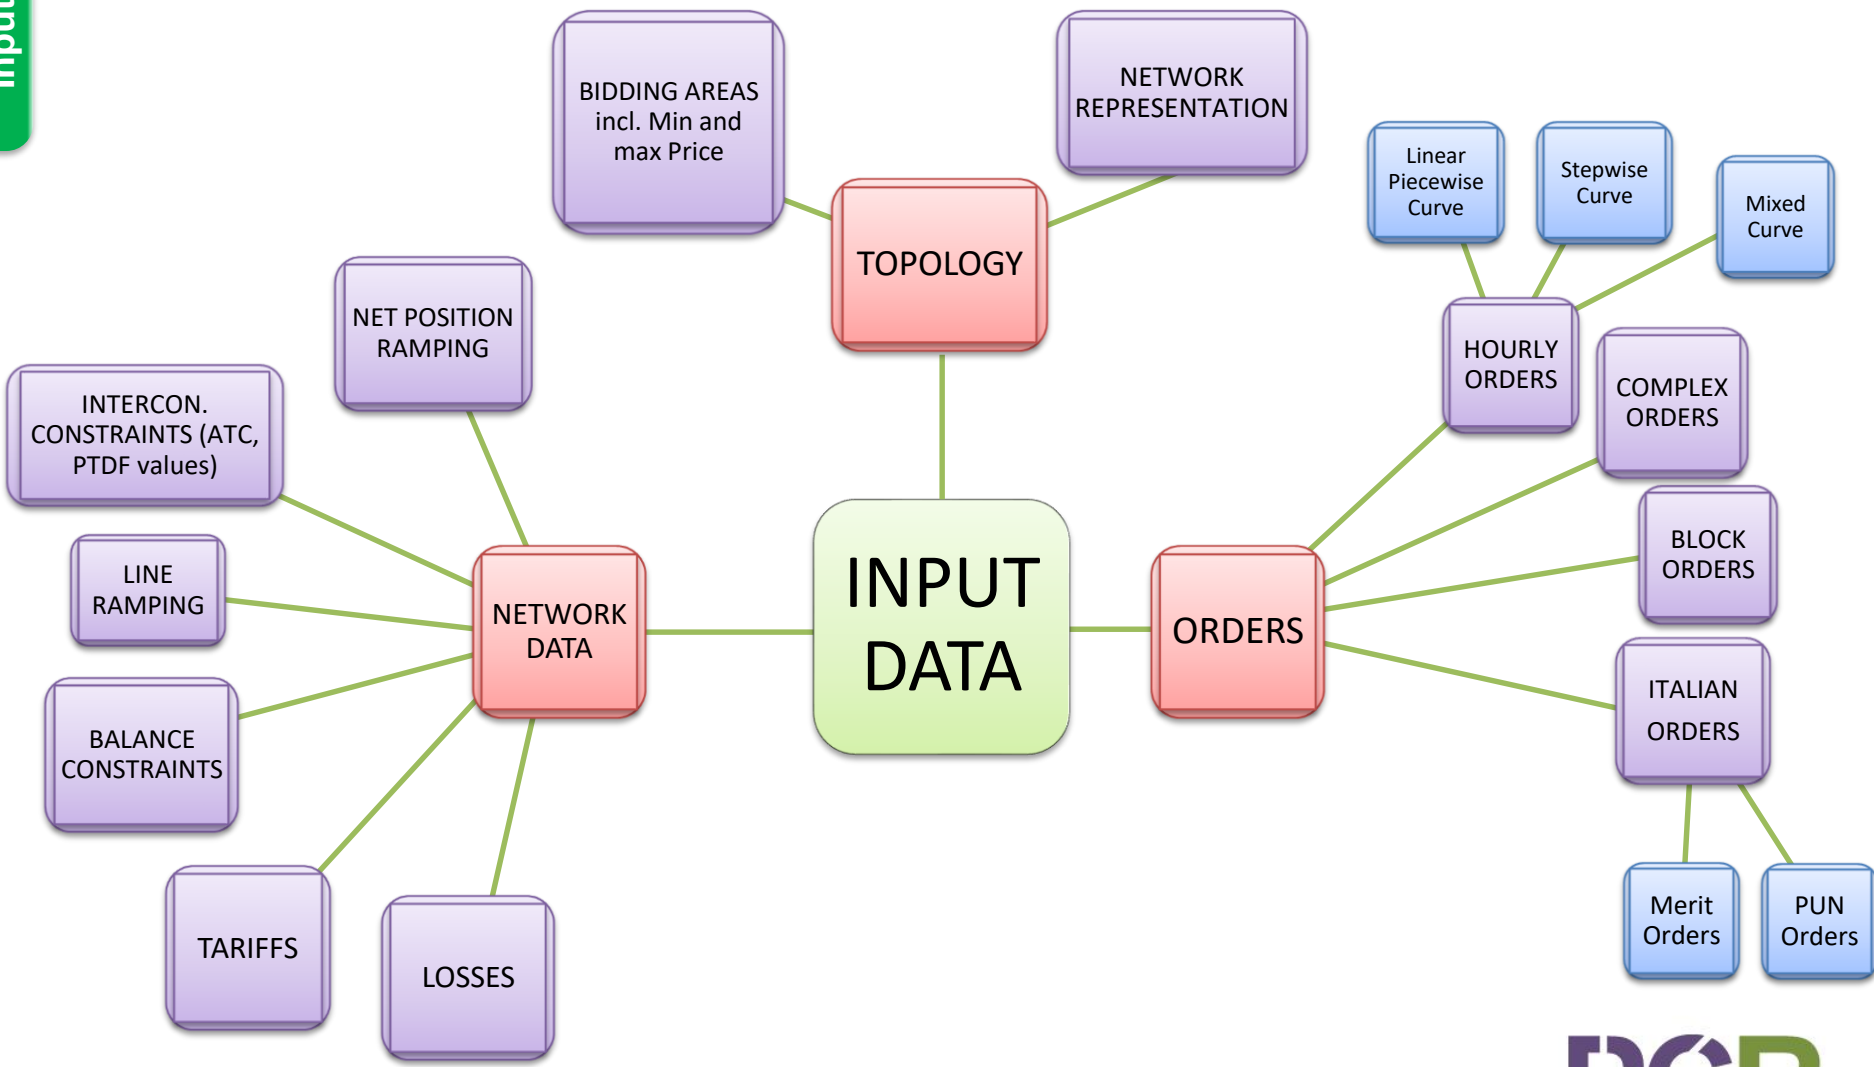 Input
BIDDING AREAS
incl. Min and
max Price
NETWORK
REPRESENTATION
TOPOLOGY
Linear
Piecewise
Curve
Stepwise
Curve
Mixed
Curve
NET POSITION
RAMPING
HOURLY
ORDERS
COMPLEX
ORDERS
INTERCON.
CONSTRAINTS (ATC,
PTDF values)
BLOCK
ORDERS
LINE
RAMPING
NETWORK
DATA
INPUT
DATA
ORDERS
ITALIAN
ORDERS
BALANCE
CONSTRAINTS
TARIFFS
LOSSES
Merit
Orders
PUN
Orders
PCR